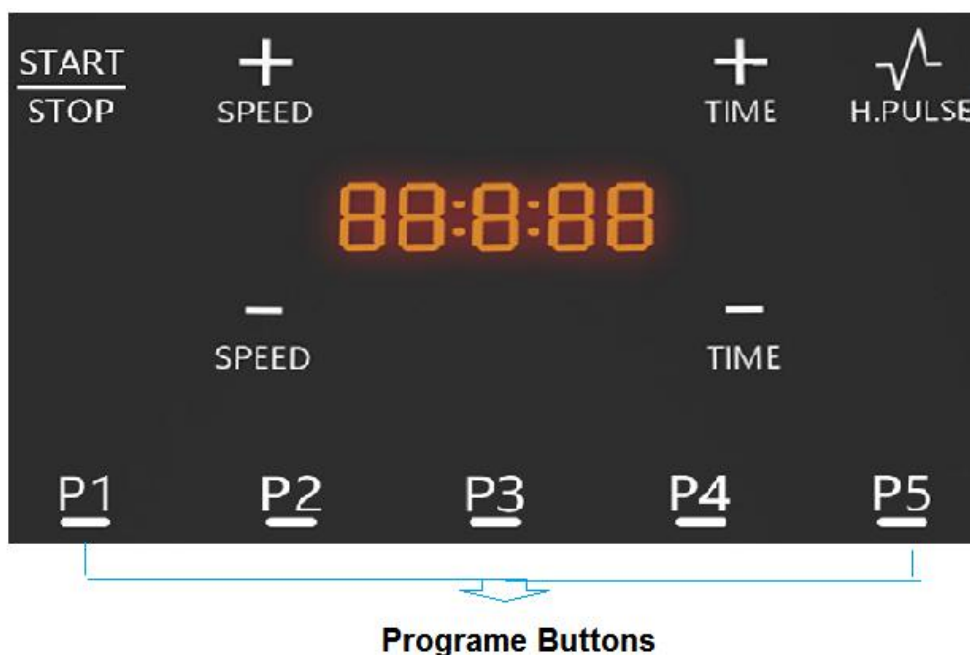 START + + H.PULSE
STOP SPEED TIME
88:8:88
- -
SPEED TIME
P1 P2 P3 P4 P5
Programe Buttons